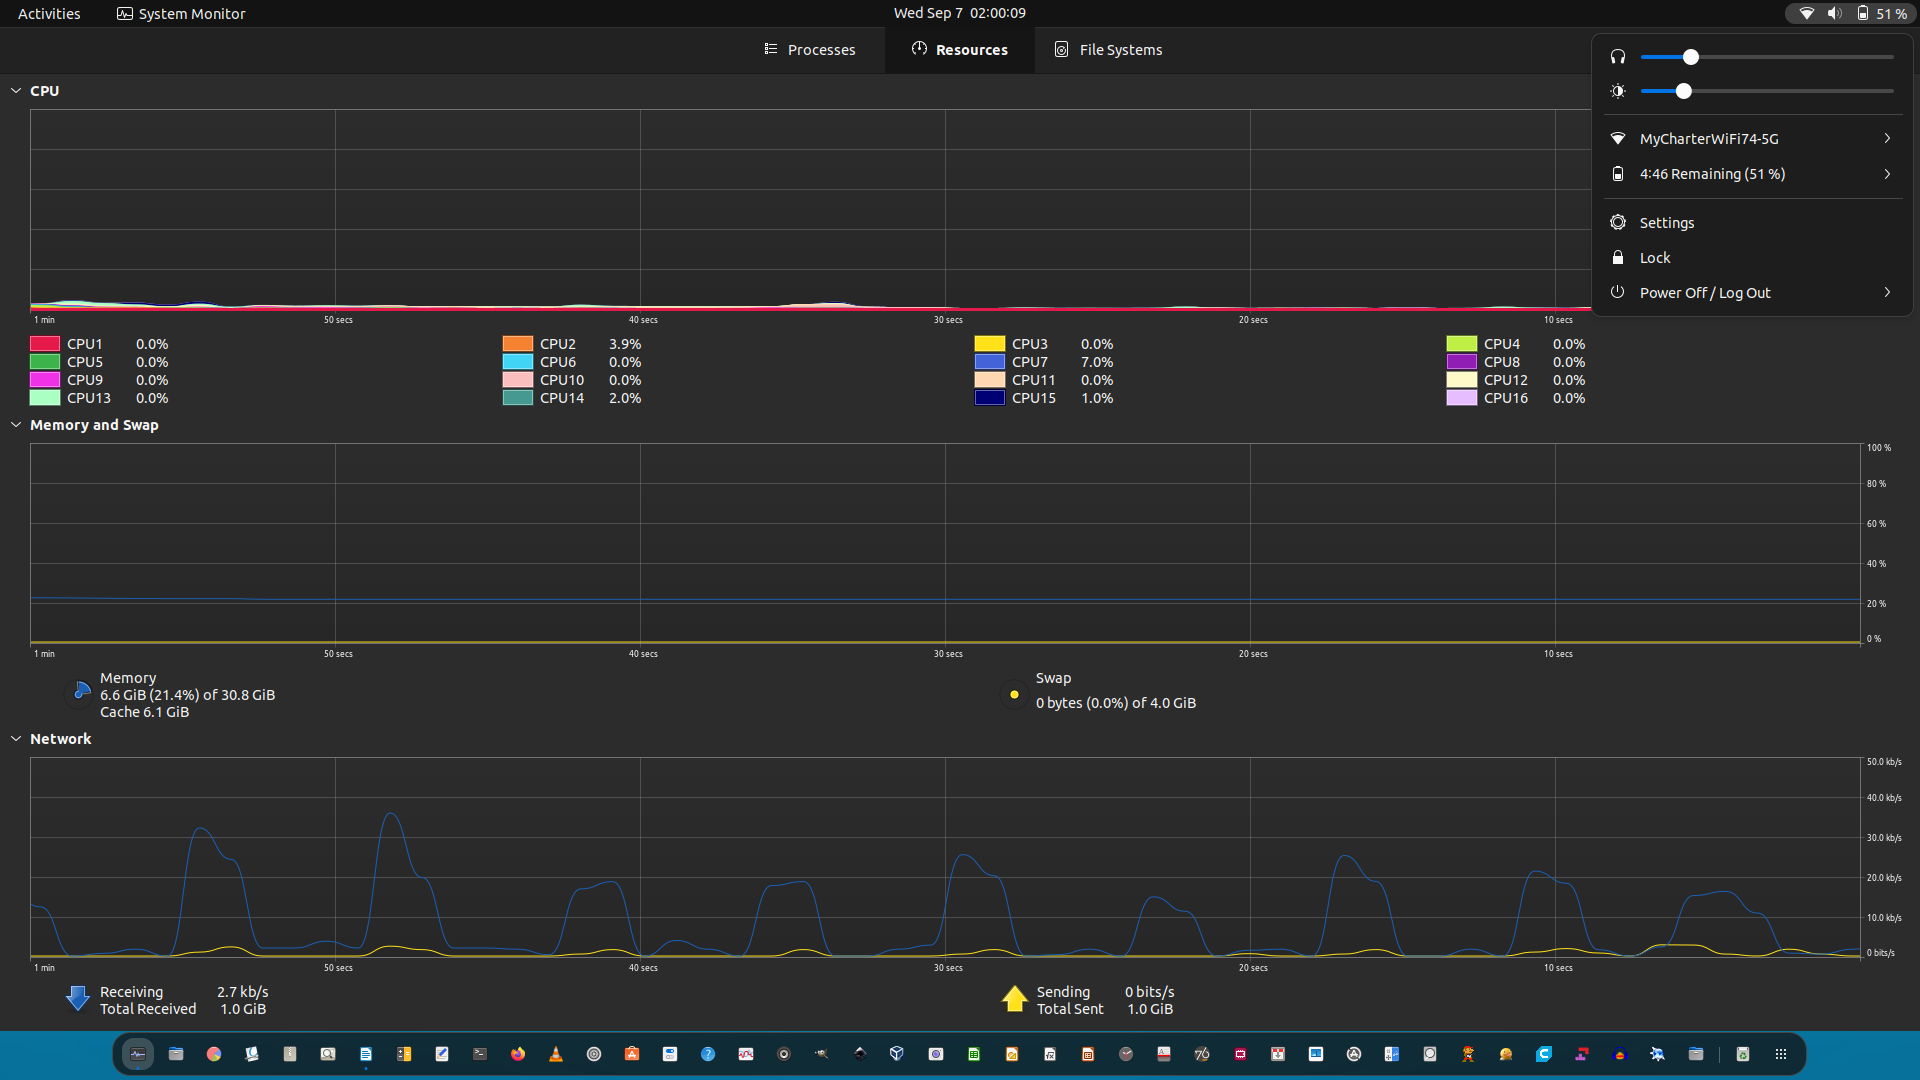 Activities
System Monitor
Wed Sep 7 02:00:09
51 %
Processes
Resources
File Systems
MyCharterWiFi74-5G
4:46 Remaining (51 %)
Settings
Lock
Power Off / Log Out
CPU
1 min 50 secs 40 secs 30 secs 20 secs 10 secs
CPU1 0.0% CPU2 3.9% CPU3 0.0% CPU4 0.0%
CPU5 0.0% CPU6 0.0% CPU7 7.0% CPU8 0.0%
CPU9 0.0% CPU10 0.0% CPU11 0.0% CPU12 0.0%
CPU13 0.0% CPU14 2.0% CPU15 1.0% CPU16 0.0%
Memory and Swap
100 %
80 %
60 %
40 %
20 %
0 %
1 min 50 secs 40 secs 30 secs 20 secs 10 secs
Memory
6.6 GiB (21.4%) of 30.8 GiB
Cache 6.1 GiB
Swap
0 bytes (0.0%) of 4.0 GiB
Network
50.0 kb/s
40.0 kb/s
30.0 kb/s
20.0 kb/s
10.0 kb/s
0 bits/s
1 min 50 secs 40 secs 30 secs 20 secs 10 secs
Receiving 2.7 kb/s
Total Received 1.0 GiB
Sending 0 bits/s
Total Sent 1.0 GiB
76